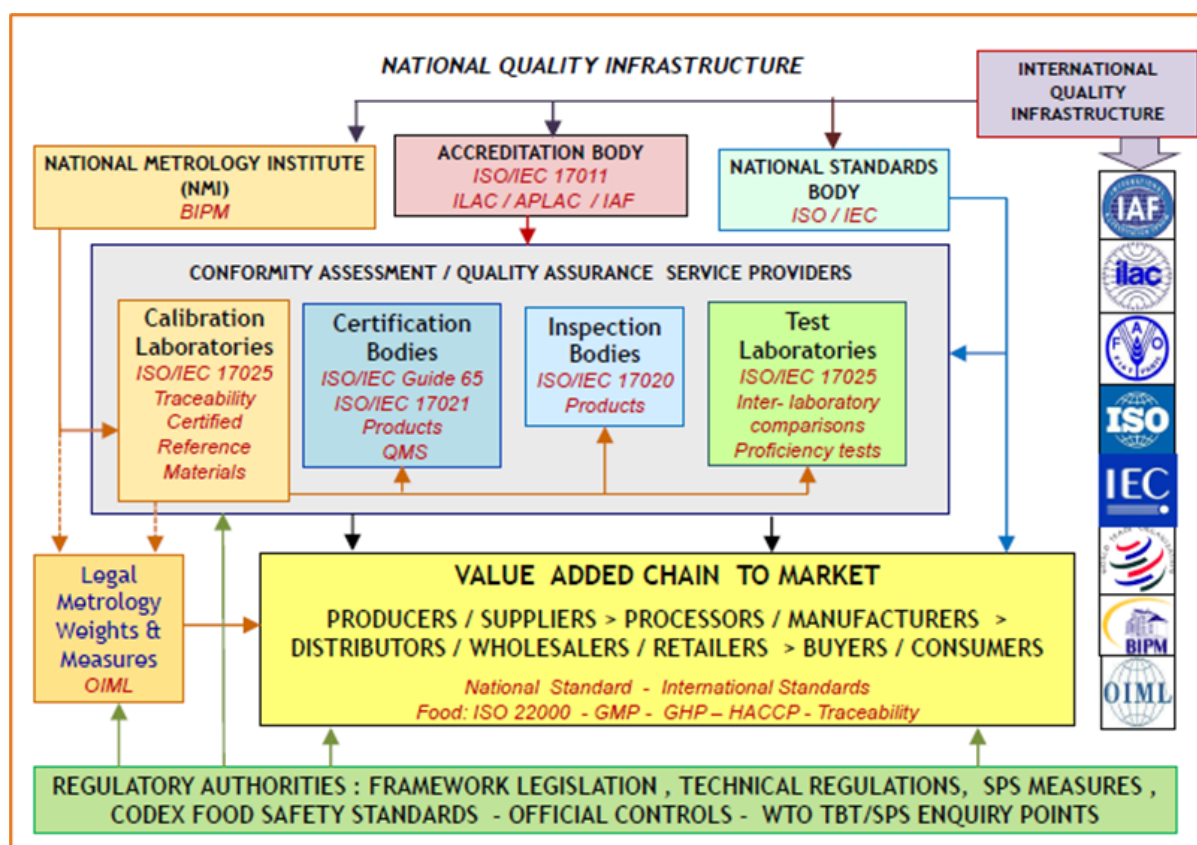 NATIONAL QUALITY INFRASTRUCTURE
INTERNATIONAL
QUALITY
INFRASTRUCTURE
NATIONAL METROLOGY INSTITUTE
(NMI)
BIPM
ACCREDITATION BODY
ISO/IEC 17011
ILAC / APLAC / IAF
NATIONAL STANDARDS
BODY
ISO / IEC
CONFORMITY ASSESSMENT / QUALITY ASSURANCE SERVICE PROVIDERS
Calibration
Laboratories
ISO/IEC 17025
Traceability
Certified
Reference
Materials
Certification
Bodies
ISO/IEC Guide 65
ISO/IEC 17021
Products
QMS
Inspection
Bodies
ISO/IEC 17020
Products
Test
Laboratories
ISO/IEC 17025
Inter- laboratory
comparisons
Proficiency tests
Legal
Metrology
Weights &
Measures
OIML
VALUE ADDED CHAIN TO MARKET
PRODUCERS / SUPPLIERS > PROCESSORS / MANUFACTURERS >
DISTRIBUTORS / WHOLESALERS / RETAILERS > BUYERS / CONSUMERS
National Standard - International Standards
Food: ISO 22000 - GMP - GHP – HACCP - Traceability
REGULATORY AUTHORITIES : FRAMEWORK LEGISLATION , TECHNICAL REGULATIONS, SPS MEASURES ,
CODEX FOOD SAFETY STANDARDS - OFFICIAL CONTROLS - WTO TBT/SPS ENQUIRY POINTS
IAF
ilac
F A O
ISO
IEC
BIPM
OIML